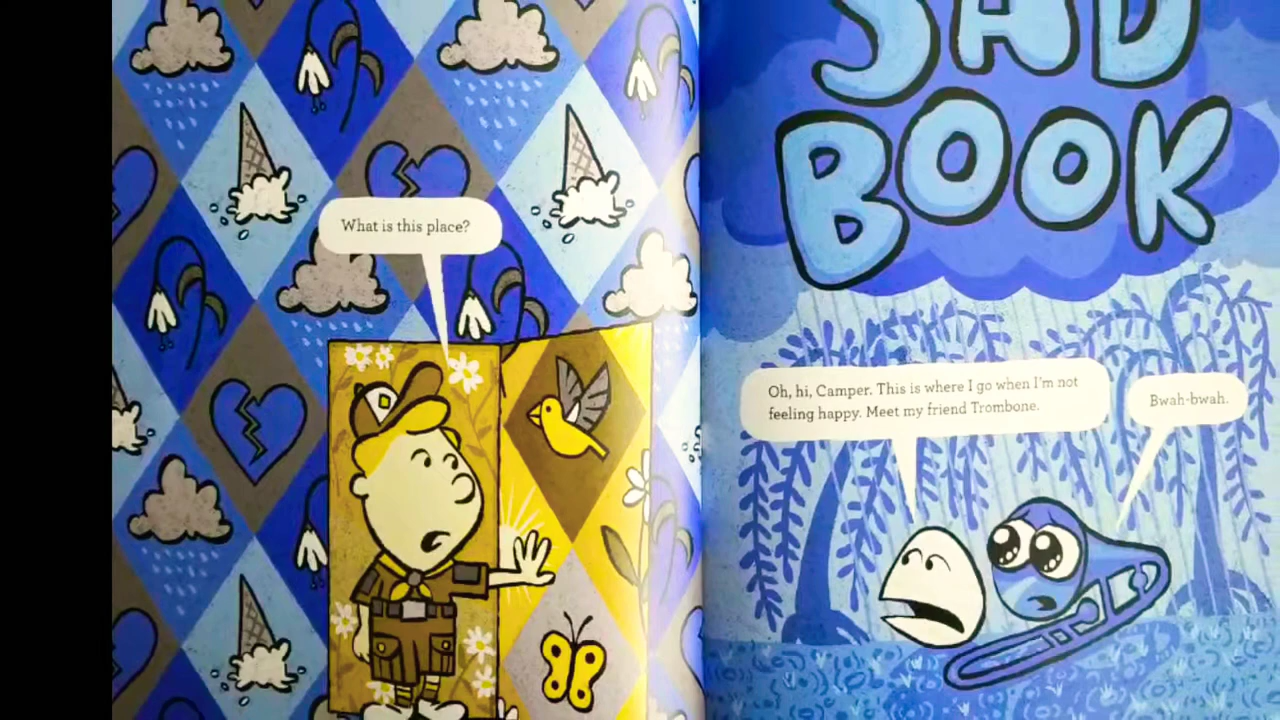 What is this place?
SAD
BOOK
Oh, hi, Camper. This is where I go when I'm not
feeling happy. Meet my friend Trombone.
Bwah-bwah.